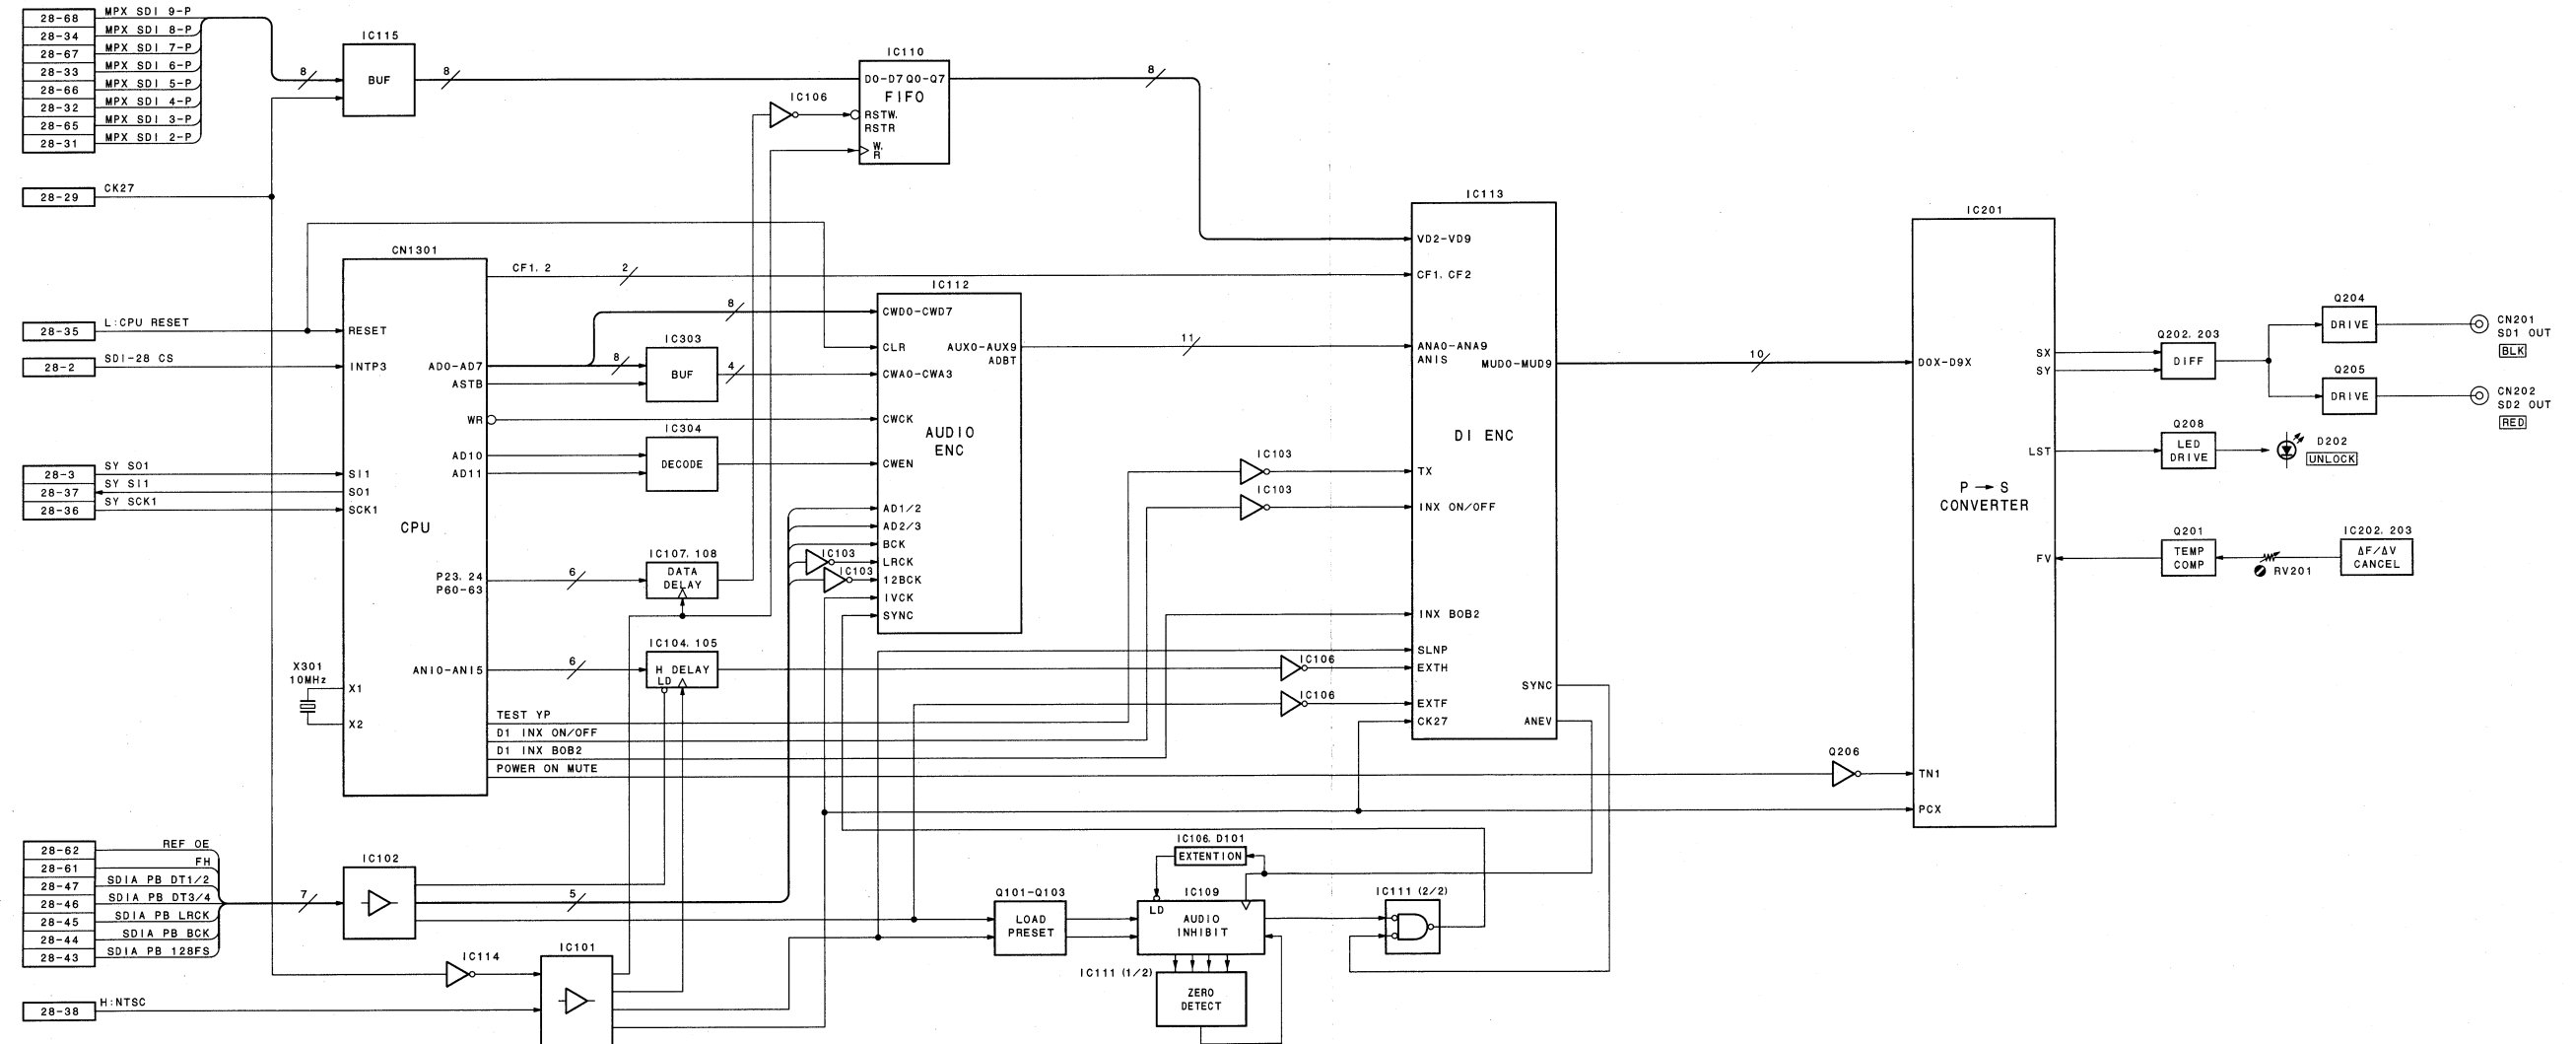 28-68 MPX SDI 9-P
28-34 MPX SDI 8-P
28-67 MPX SDI 7-P
28-33 MPX SDI 6-P
28-66 MPX SDI 5-P
28-32 MPX SDI 4-P
28-65 MPX SDI 3-P
28-31 MPX SDI 2-P
8
IC115
BUF
8
IC106
IC110
D0-D7 Q0-Q7
FIFO
RSTW.
RSTR
W.
R
8
28-29 CK27
28-35 L:CPU RESET
28-2 SDI-28 CS
28-3 SY SO1
28-37 SY SI1
28-36 SY SCK1
X301
10MHz
CN1301
RESET
INTP3
AD0-AD7
ASTB
WR
AD10
AD11
SI1
SO1
SCK1
CPU
P23. 24
P60-63
ANI0-ANI5
X1
X2
CF1. 2
2
8
8
IC303
BUF
4
IC304
DECODE
6
IC107. 108
DATA
DELAY
6
IC104. 105
H DELAY
LD
TEST YP
D1 INX ON/OFF
D1 INX BOB2
POWER ON MUTE
IC103
IC103
IC112
CWD0-CWD7
CLR
AUX0-AUX9
ADBT
CWA0-CWA3
CWCK
AUDIO
ENC
CWEN
AD1/2
AD2/3
BCK
LRCK
12BCK
IVCK
SYNC
11
IC103
IC103
IC106
IC106
IC113
VD2-VD9
CF1. CF2
ANA0-ANA9
ANIS
MUD0-MUD9
DI ENC
TX
INX ON/OFF
INX BOB2
SLNP
EXTH
SYNC
EXTF
CK27
ANEV
10
Q206
IC201
D0X-D9X
SX
SY
LST
P → S
CONVERTER
FV
TN1
PCX
Q202. 203
DIFF
Q204
DRIVE
Q205
DRIVE
CN201
SD1 OUT
BLK
CN202
SD2 OUT
RED
Q208
LED
DRIVE
D202
UNLOCK
Q201
TEMP
COMP
RV201
IC202. 203
ΔF/ΔV
CANCEL
28-62 REF OE
28-61 FH
28-47 SDIA PB DT1/2
28-46 SDIA PB DT3/4
28-45 SDIA PB LRCK
28-44 SDIA PB BCK
28-43 SDIA PB 128FS
7
IC102
5
28-38 H:NTSC
IC114
IC101
Q101-Q103
LOAD
PRESET
IC106. D101
EXTENTION
IC109
LD
AUDIO
INHIBIT
IC111 (1/2)
ZERO
DETECT
IC111 (2/2)